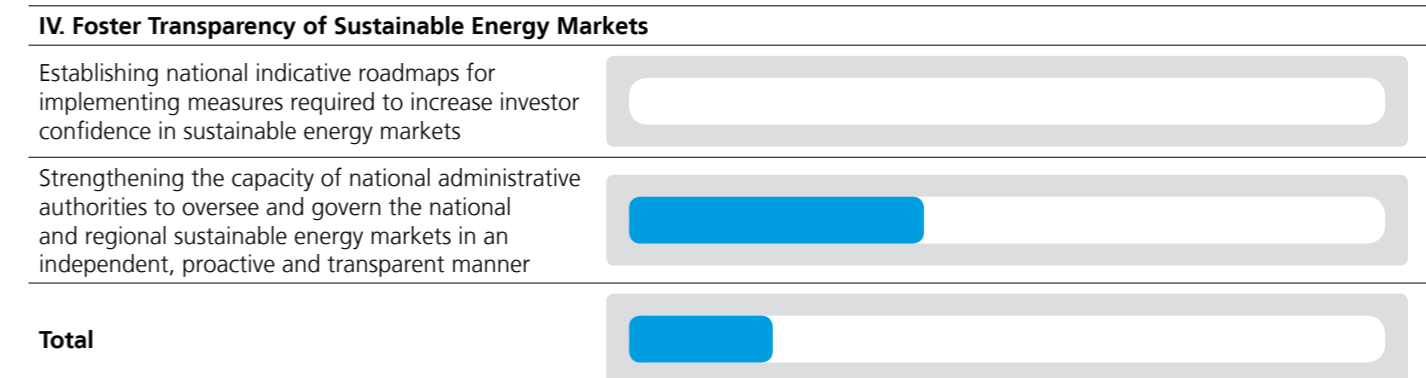 IV. Foster Transparency of Sustainable Energy Markets
Establishing national indicative roadmaps for
implementing measures required to increase investor
confidence in sustainable energy markets
Strengthening the capacity of national administrative
authorities to oversee and govern the national
and regional sustainable energy markets in an
independent, proactive and transparent manner
Total